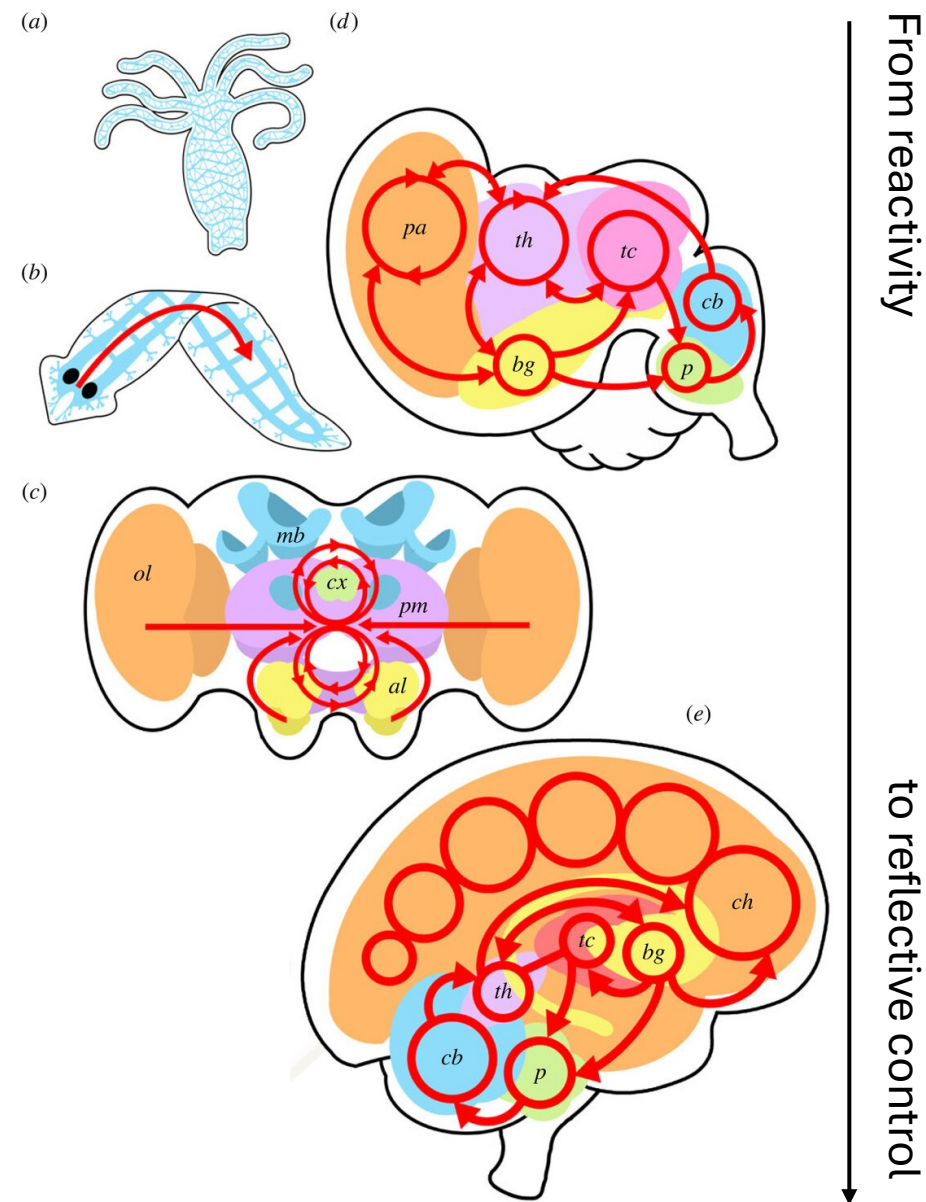 (a)
(d)
From reactivity
pa
th
tc
cb
bg
p
(b)
(c)
mb
ol
cx
pm
al
(e)
to reflective control
ch
tc
bg
th
cb
p